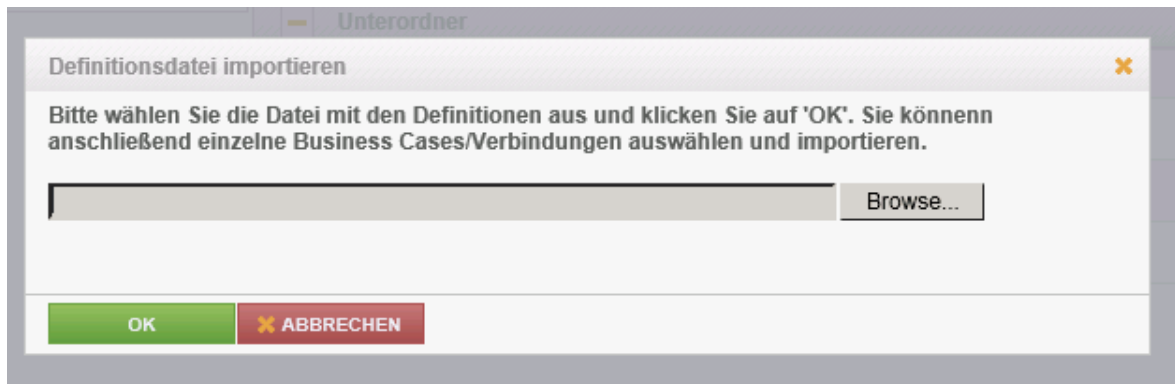 Unterordner
Definitionsdatei importieren
Bitte wählen Sie die Datei mit den Definitionen aus und klicken Sie auf 'OK'. Sie könnenn
anschließend einzelne Business Cases/Verbindungen auswählen und importieren.
Browse...
OK
ABBRECHEN